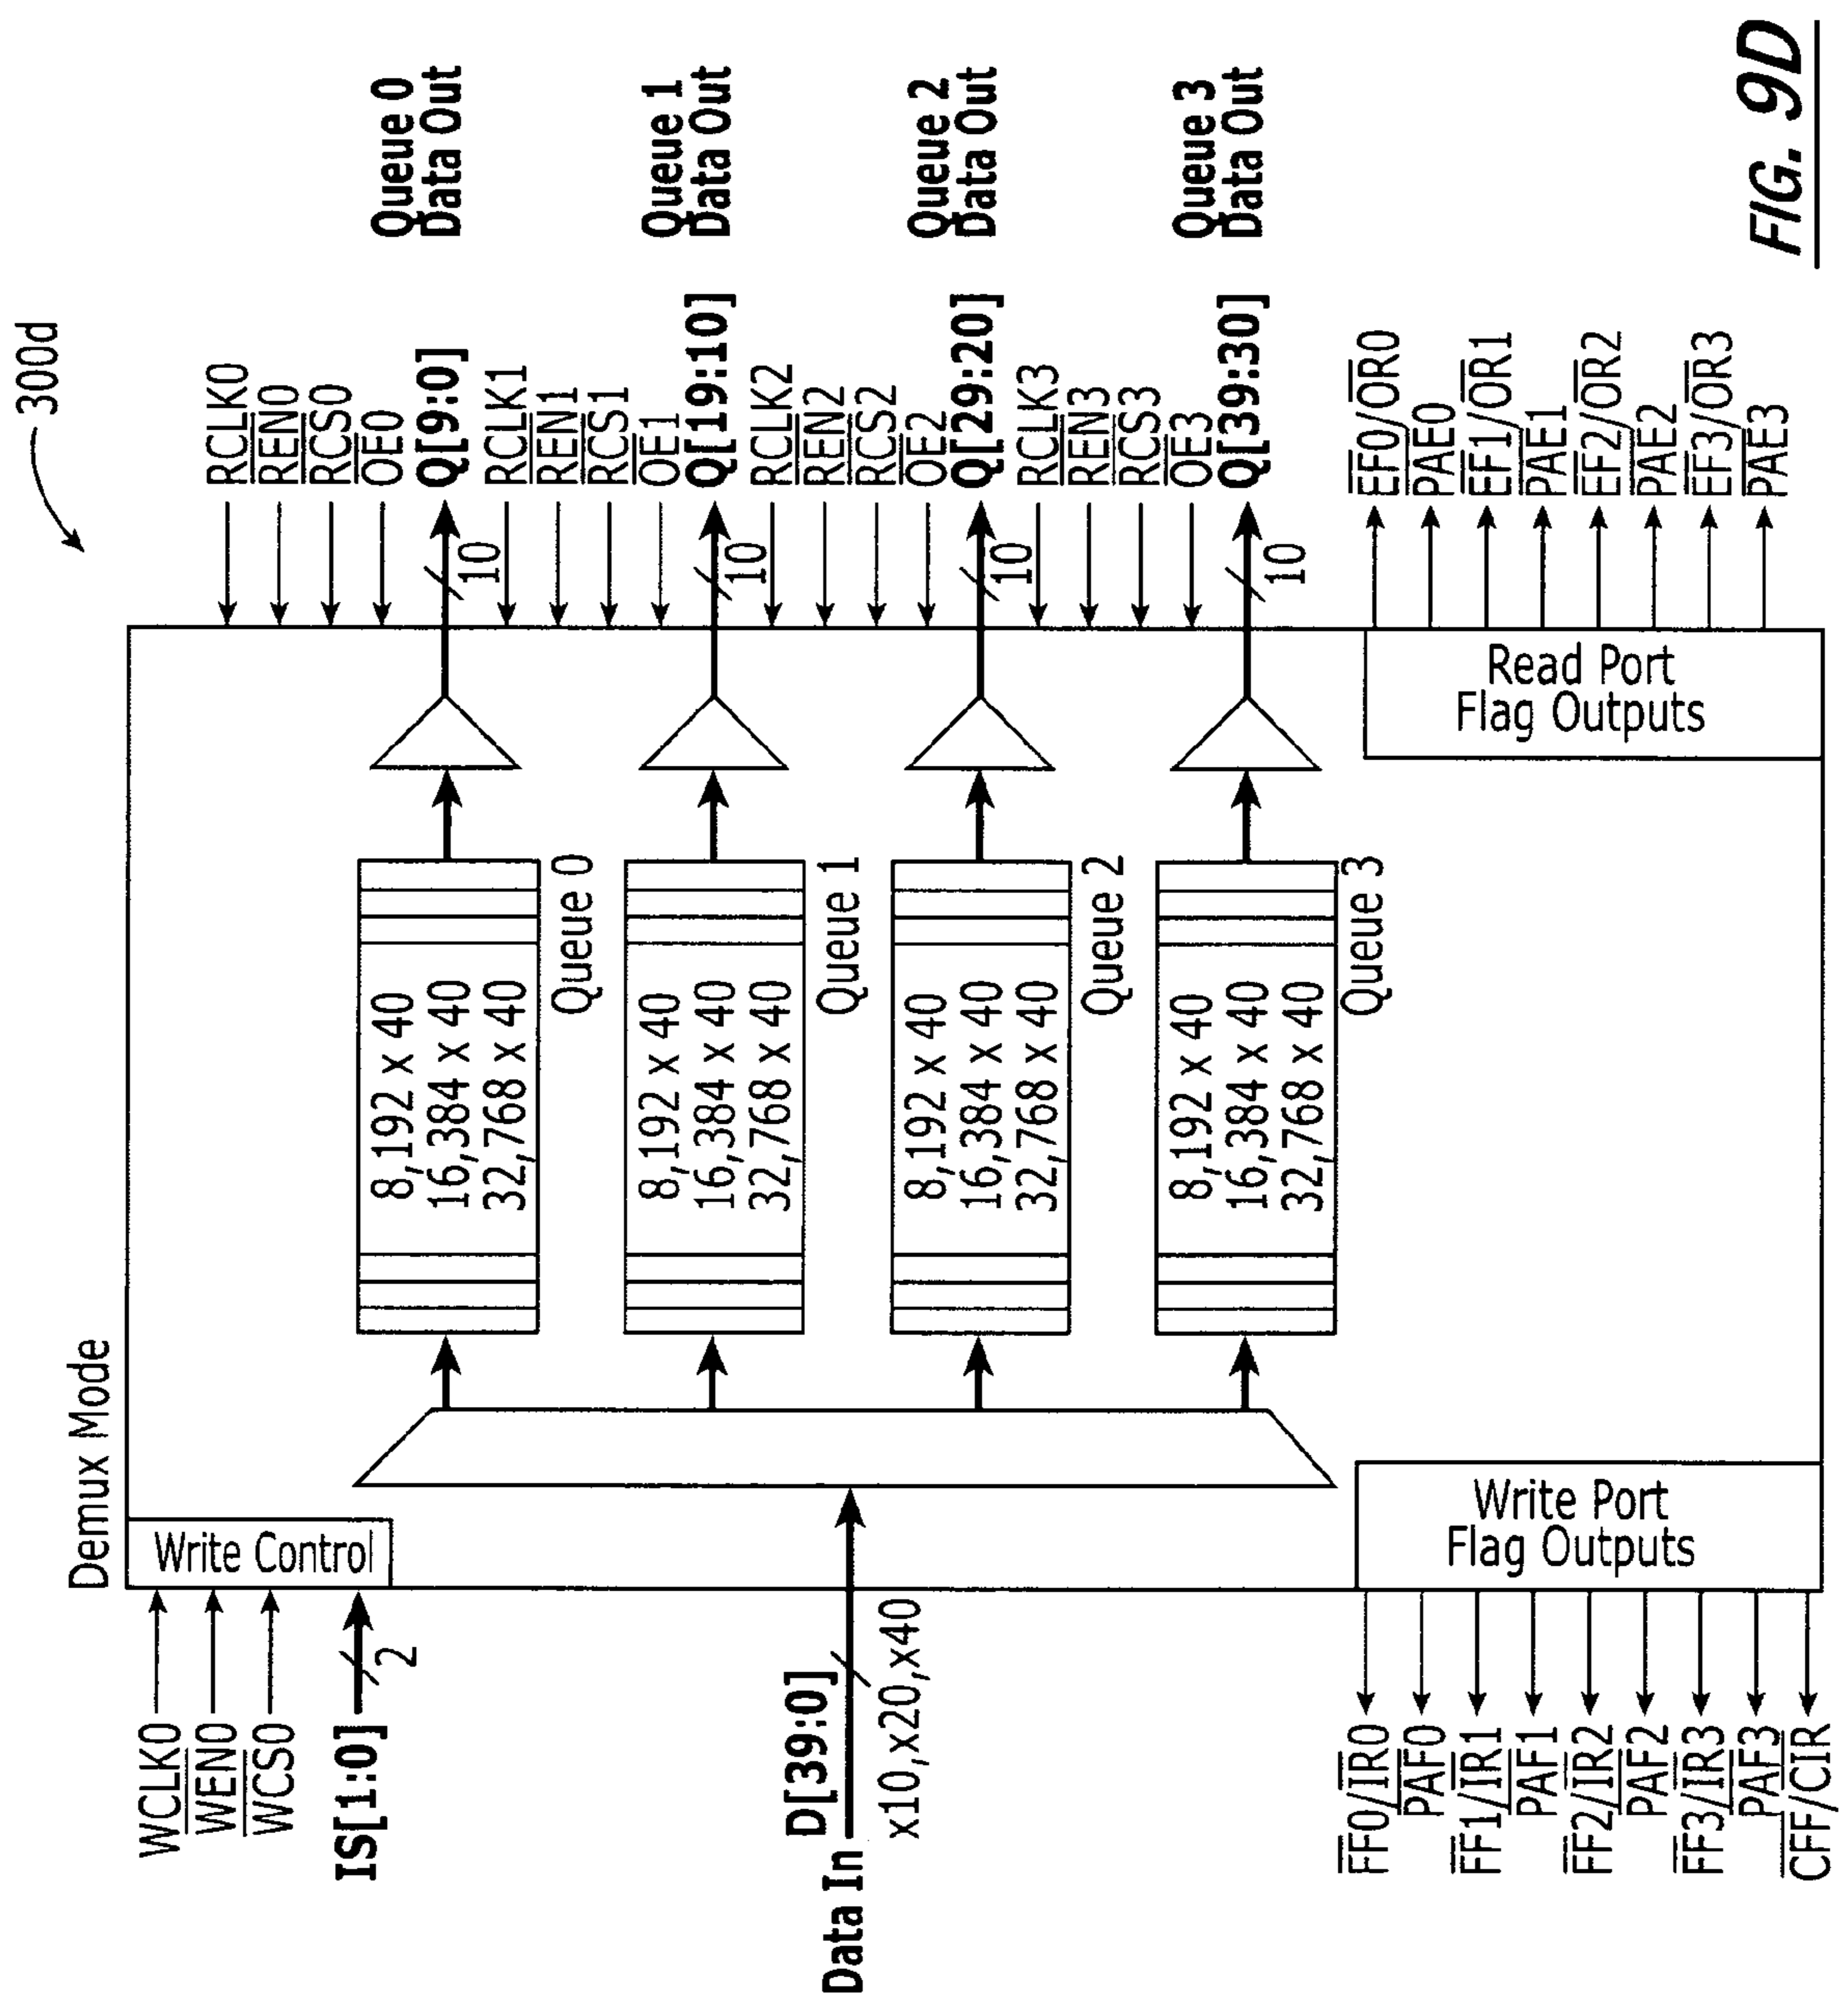 300d
Demux Mode
WCLK0
WEN0
WCS0
IS[1:0]
2
Write Control
Data In D[39:0]
x10,x20,x40
8,192 x 40
16,384 x 40
32,768 x 40
Queue 0
8,192 x 40
16,384 x 40
32,768 x 40
Queue 1
8,192 x 40
16,384 x 40
32,768 x 40
Queue 2
8,192 x 40
16,384 x 40
32,768 x 40
Queue 3
RCLK0
REN0
RCS0
OE0
Q[9:0]
10
Queue 0
Data Out
RCLK1
REN1
RCS1
OE1
Q[19:10]
10
Queue 1
Data Out
RCLK2
REN2
RCS2
OE2
Q[29:20]
10
Queue 2
Data Out
RCLK3
REN3
RCS3
OE3
Q[39:30]
10
Queue 3
Data Out
Write Port
Flag Outputs
FF0/IR0
PAF0
FF1/IR1
PAF1
FF2/IR2
PAF2
FF3/IR3
PAF3
CFF/CIR
Read Port
Flag Outputs
EF0/OR0
PAE0
EF1/OR1
PAE1
EF2/OR2
PAE2
EF3/OR3
PAE3
FIG. 9D